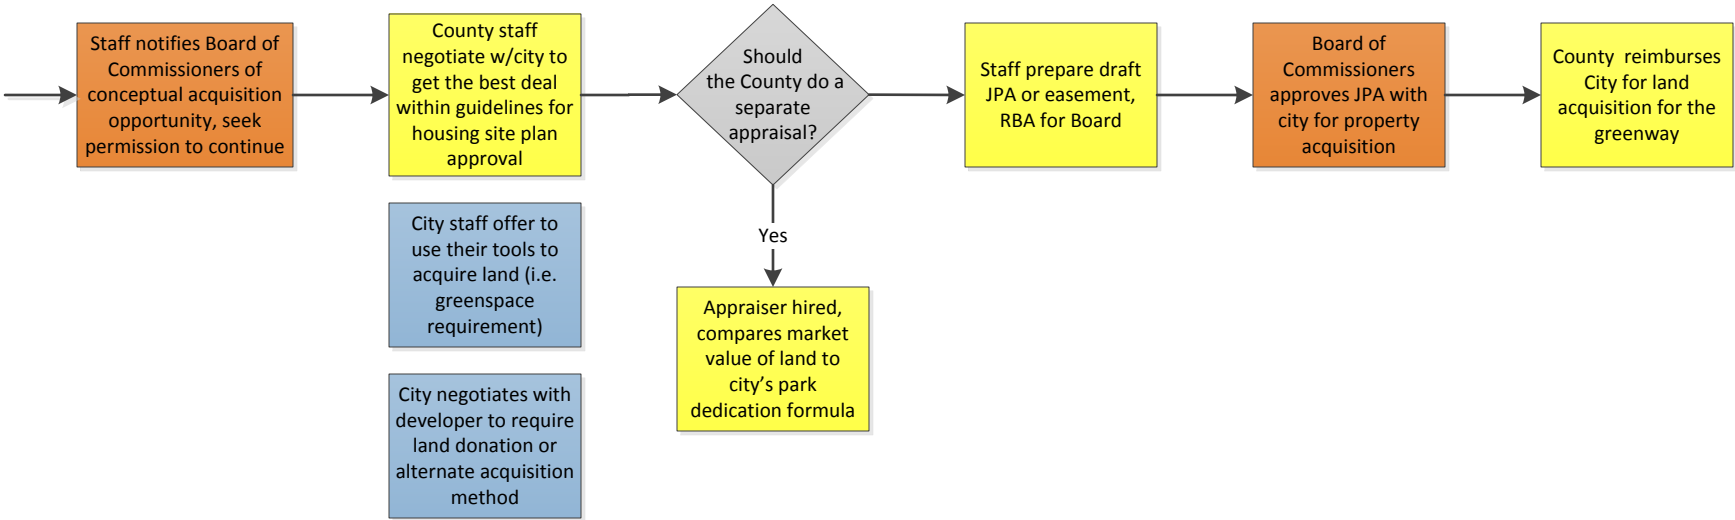 Staff notifies Board of
Commissioners of
conceptual acquisition
opportunity, seek
permission to continue
County staff
negotiate w/city to
get the best deal
within guidelines for
housing site plan
approval
City staff offer to
use their tools to
acquire land (i.e.
greenspace
requirement)
City negotiates with
developer to require
land donation or
alternate acquisition
method
Should
the County do a
separate
appraisal?
Yes
Appraiser hired,
compares market
value of land to
city’s park
dedication formula
Staff prepare draft
JPA or easement,
RBA for Board
Board of
Commissioners
approves JPA with
city for property
acquisition
County  reimburses
City for land
acquisition for the
greenway